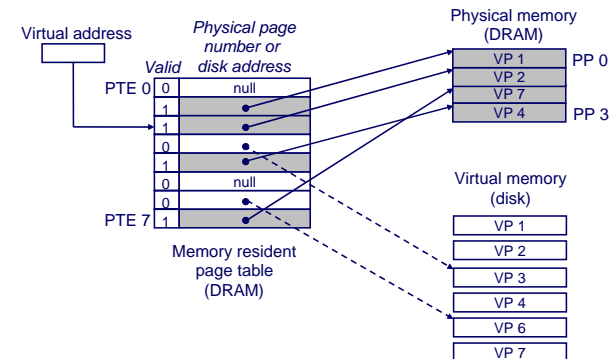 Virtual address
Physical page
number or
disk address
Valid
PTE 0
0
null
1
1
0
1
0
null
0
PTE 7
1
Memory resident
page table
(DRAM)
Physical memory
(DRAM)
VP 1
PP 0
VP 2
VP 7
VP 4
PP 3
Virtual memory
(disk)
VP 1
VP 2
VP 3
VP 4
VP 6
VP 7